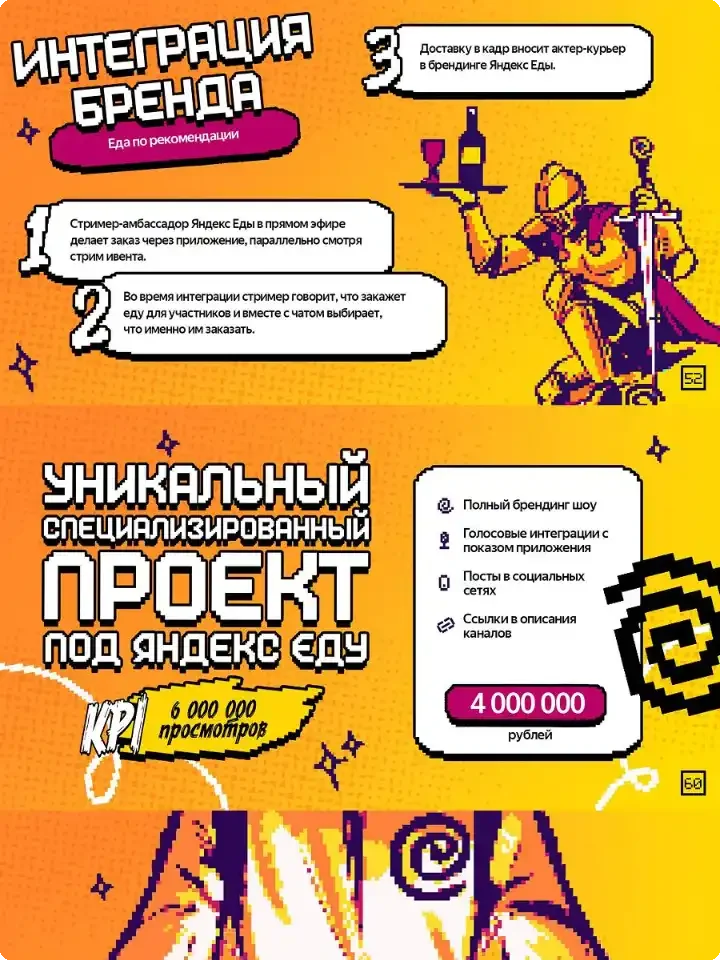 ИНТЕГРАЦИЯ
БРЕНДА
Еда по рекомендации
3
Доставку в кадр вносит актер-курьер
в брендинге Яндекс Еды.
1
Стример-амбассадор Яндекс Еды в прямом эфире
делает заказ через приложение, параллельно смотря
стрим ивента.
2
Во время интеграции стример говорит, что закажет
еду для участников и вместе с чатом выбирает,
что именно им заказать.
52
УНИКАЛЬНЫЙ
СПЕЦИАЛИЗИРОВАННЫЙ
ПРОЕКТ
ПОД ЯНДЕКС ЕДУ
KPI
6 000 000
просмотров
Полный брендинг шоу
Голосовые интеграции с
показом приложения
Посты в социальных
сетях
Ссылки в описания
каналов
4 000 000
рублей
60